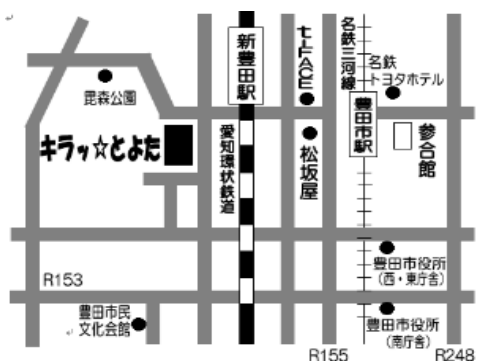 新豊田駅
t-FACE
名鉄三河線
名鉄
トヨタホテル
毘森公園
キラッ☆とよた
愛知環状鉄道
松坂屋
豊田市駅
参合館
豊田市役所
(西・東庁舎)
R153
豊田市民
文化会館
豊田市役所
(南庁舎)
R155
R248